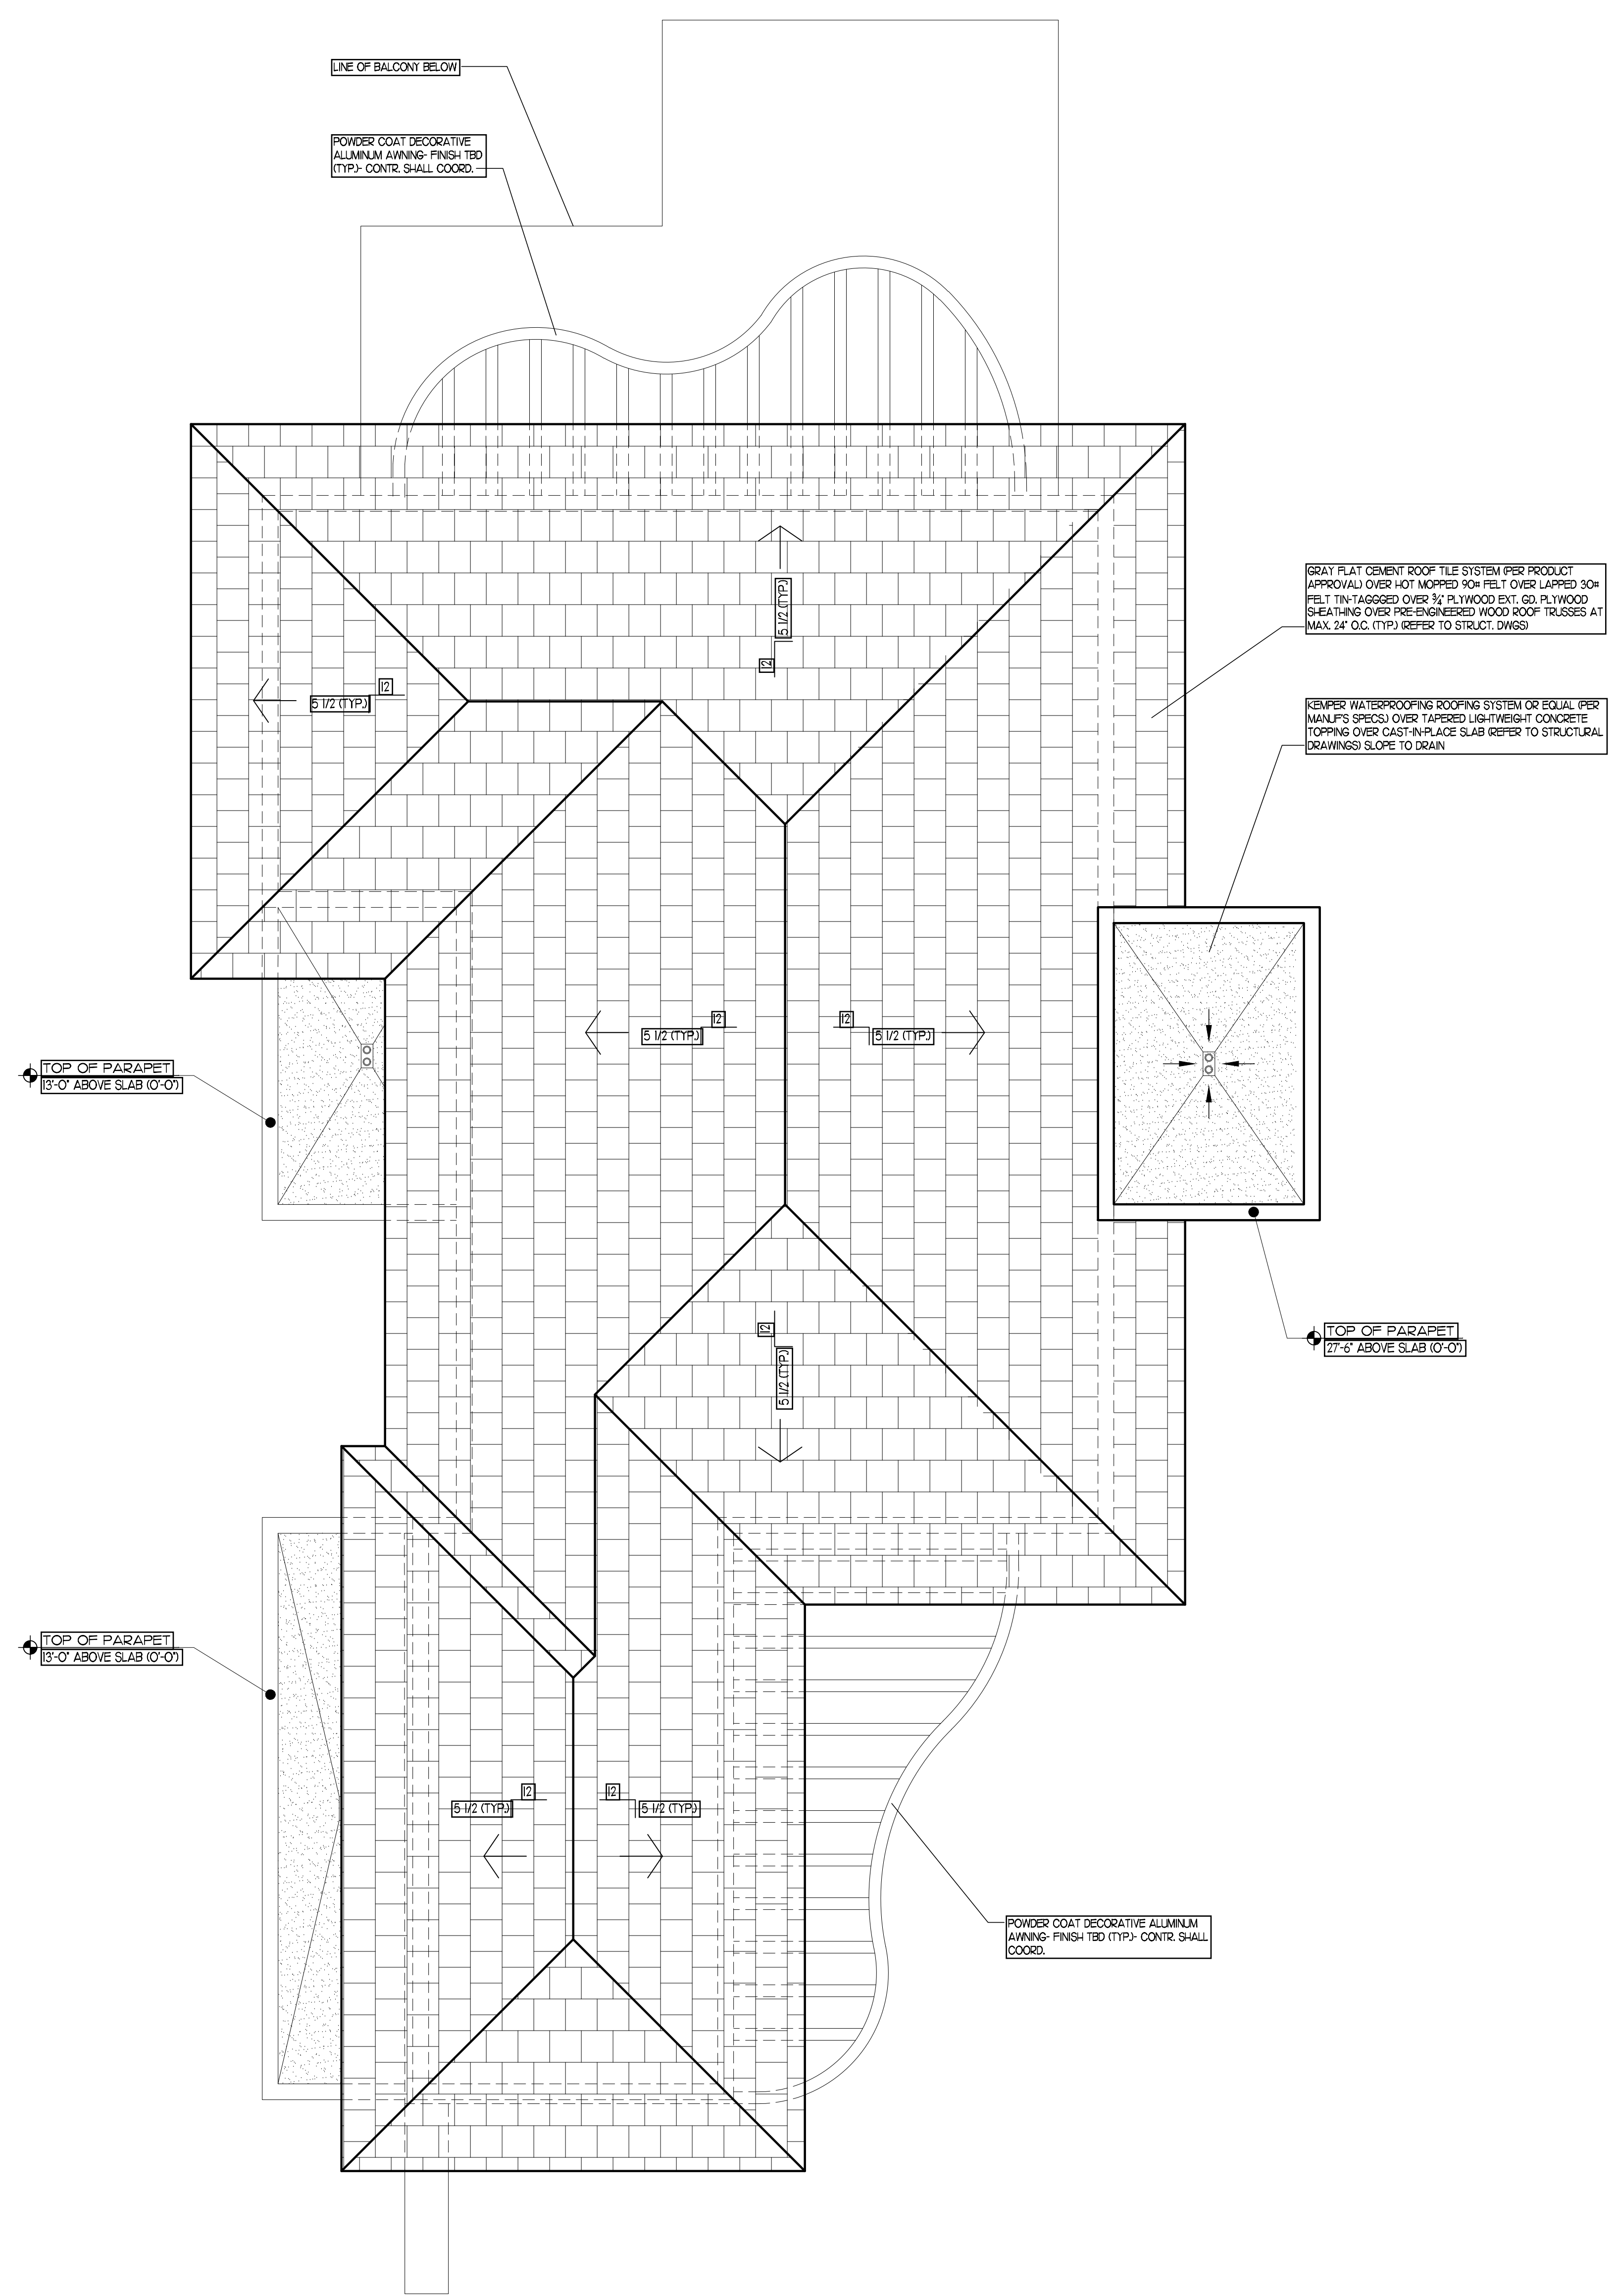 LINE OF BALCONY BELOW
POWDER COAT DECORATIVE
ALUMINUM AWNING- FINISH TBD
(TYP.)- CONTR. SHALL COORD.
GRAY FLAT CEMENT ROOF TILE SYSTEM (PER PRODUCT
APPROVAL) OVER HOT MOPPED 90# FELT OVER LAPPED 30#
FELT TIN-TAGGGED OVER ¾" PLYWOOD EXT. GD. PLYWOOD
SHEATHING OVER PRE-ENGINEERED WOOD ROOF TRUSSES AT
MAX. 24" O.C. (TYP.) (REFER TO STRUCT. DWGS)
5 1/2 (TYP.)
12
12
5 1/2 (TYP.)
KEMPER WATERPROOFING ROOFING SYSTEM OR EQUAL (PER
MANUF'S SPECS.) OVER TAPERED LIGHTWEIGHT CONCRETE
TOPPING OVER CAST-IN-PLACE SLAB (REFER TO STRUCTURAL
DRAWINGS) SLOPE TO DRAIN
12
5 1/2 (TYP.)
12
5 1/2 (TYP.)
TOP OF PARAPET
13'-0" ABOVE SLAB (0'-0")
12
5 1/2 (TYP.)
TOP OF PARAPET
27'-6" ABOVE SLAB (0'-0")
TOP OF PARAPET
13'-0" ABOVE SLAB (0'-0")
12
5 1/2 (TYP.)
12
5 1/2 (TYP.)
POWDER COAT DECORATIVE ALUMINUM
AWNING- FINISH TBD (TYP.)- CONTR. SHALL
COORD.